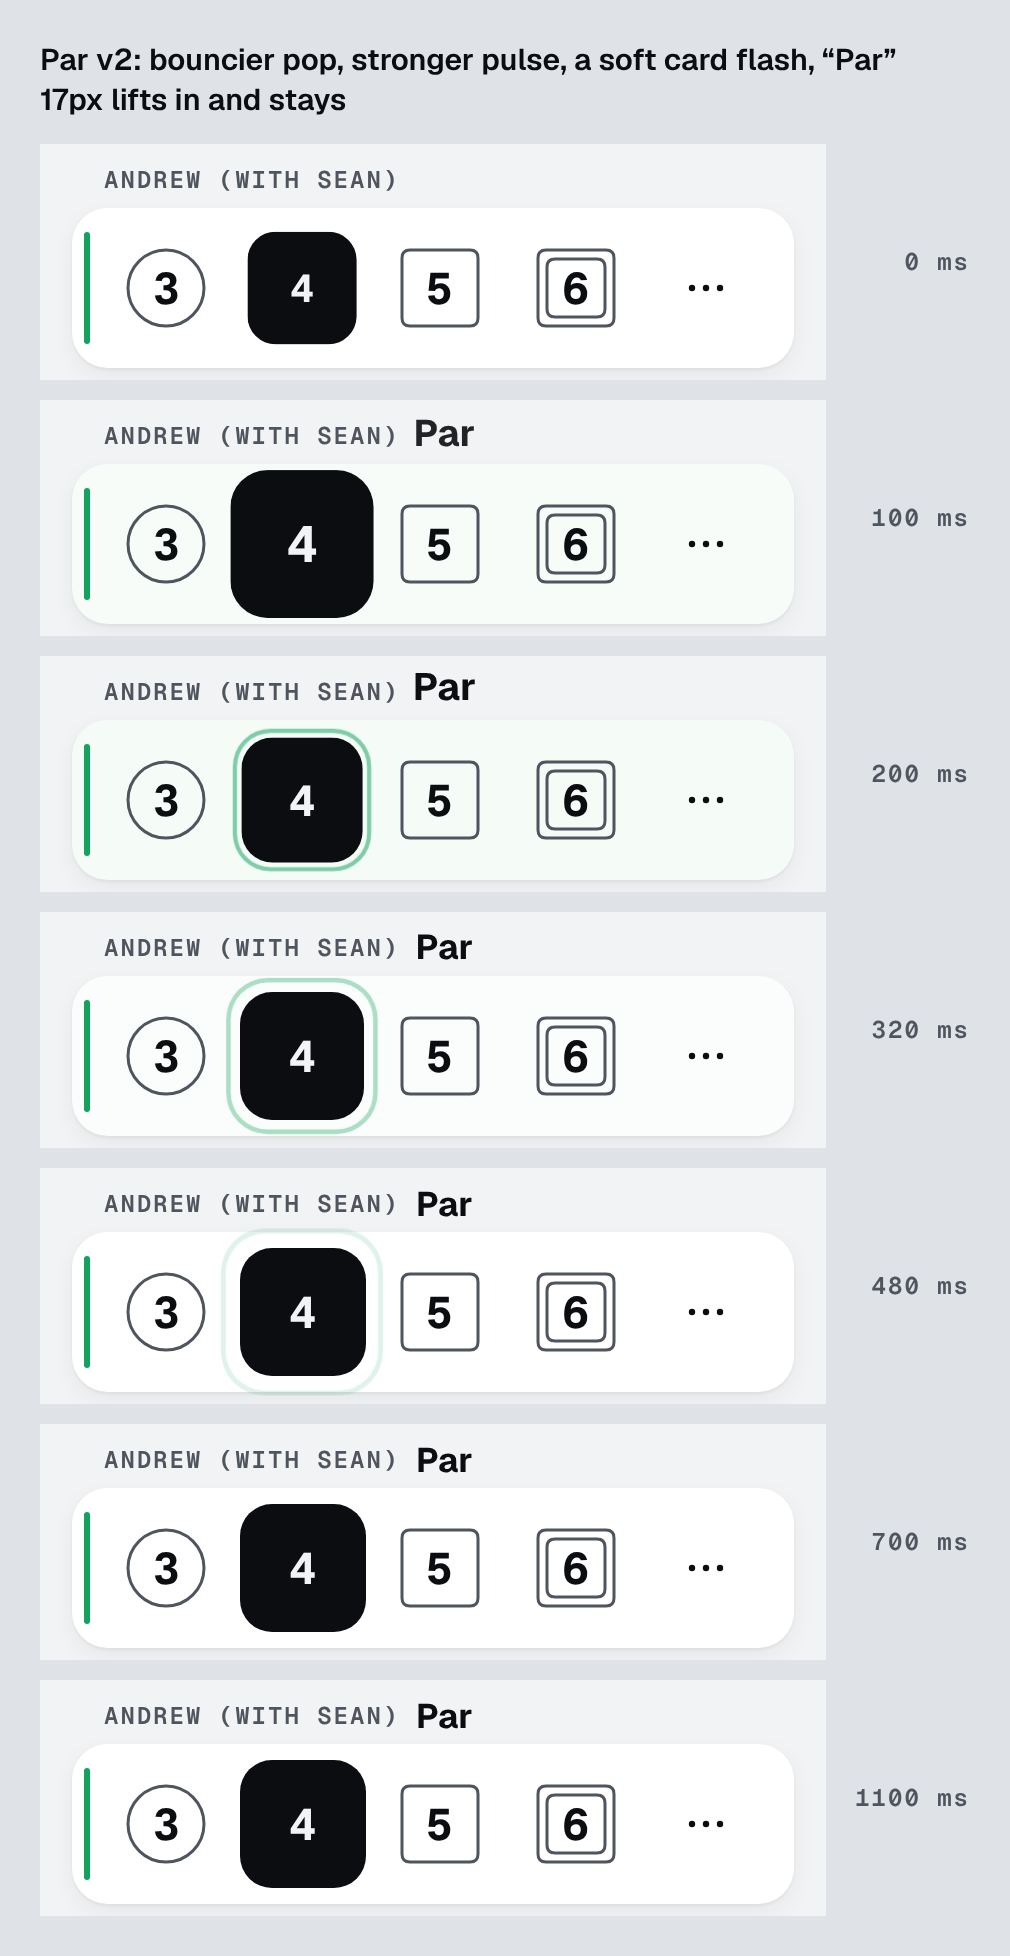 Par v2: bouncier pop, stronger pulse, a soft card flash, “Par”
17px lifts in and stays
ANDREW (WITH SEAN)
3 4 5 6 ...
0 ms
ANDREW (WITH SEAN) Par
3 4 5 6 ...
100 ms
ANDREW (WITH SEAN) Par
3 4 5 6 ...
200 ms
ANDREW (WITH SEAN) Par
3 4 5 6 ...
320 ms
ANDREW (WITH SEAN) Par
3 4 5 6 ...
480 ms
ANDREW (WITH SEAN) Par
3 4 5 6 ...
700 ms
ANDREW (WITH SEAN) Par
3 4 5 6 ...
1100 ms